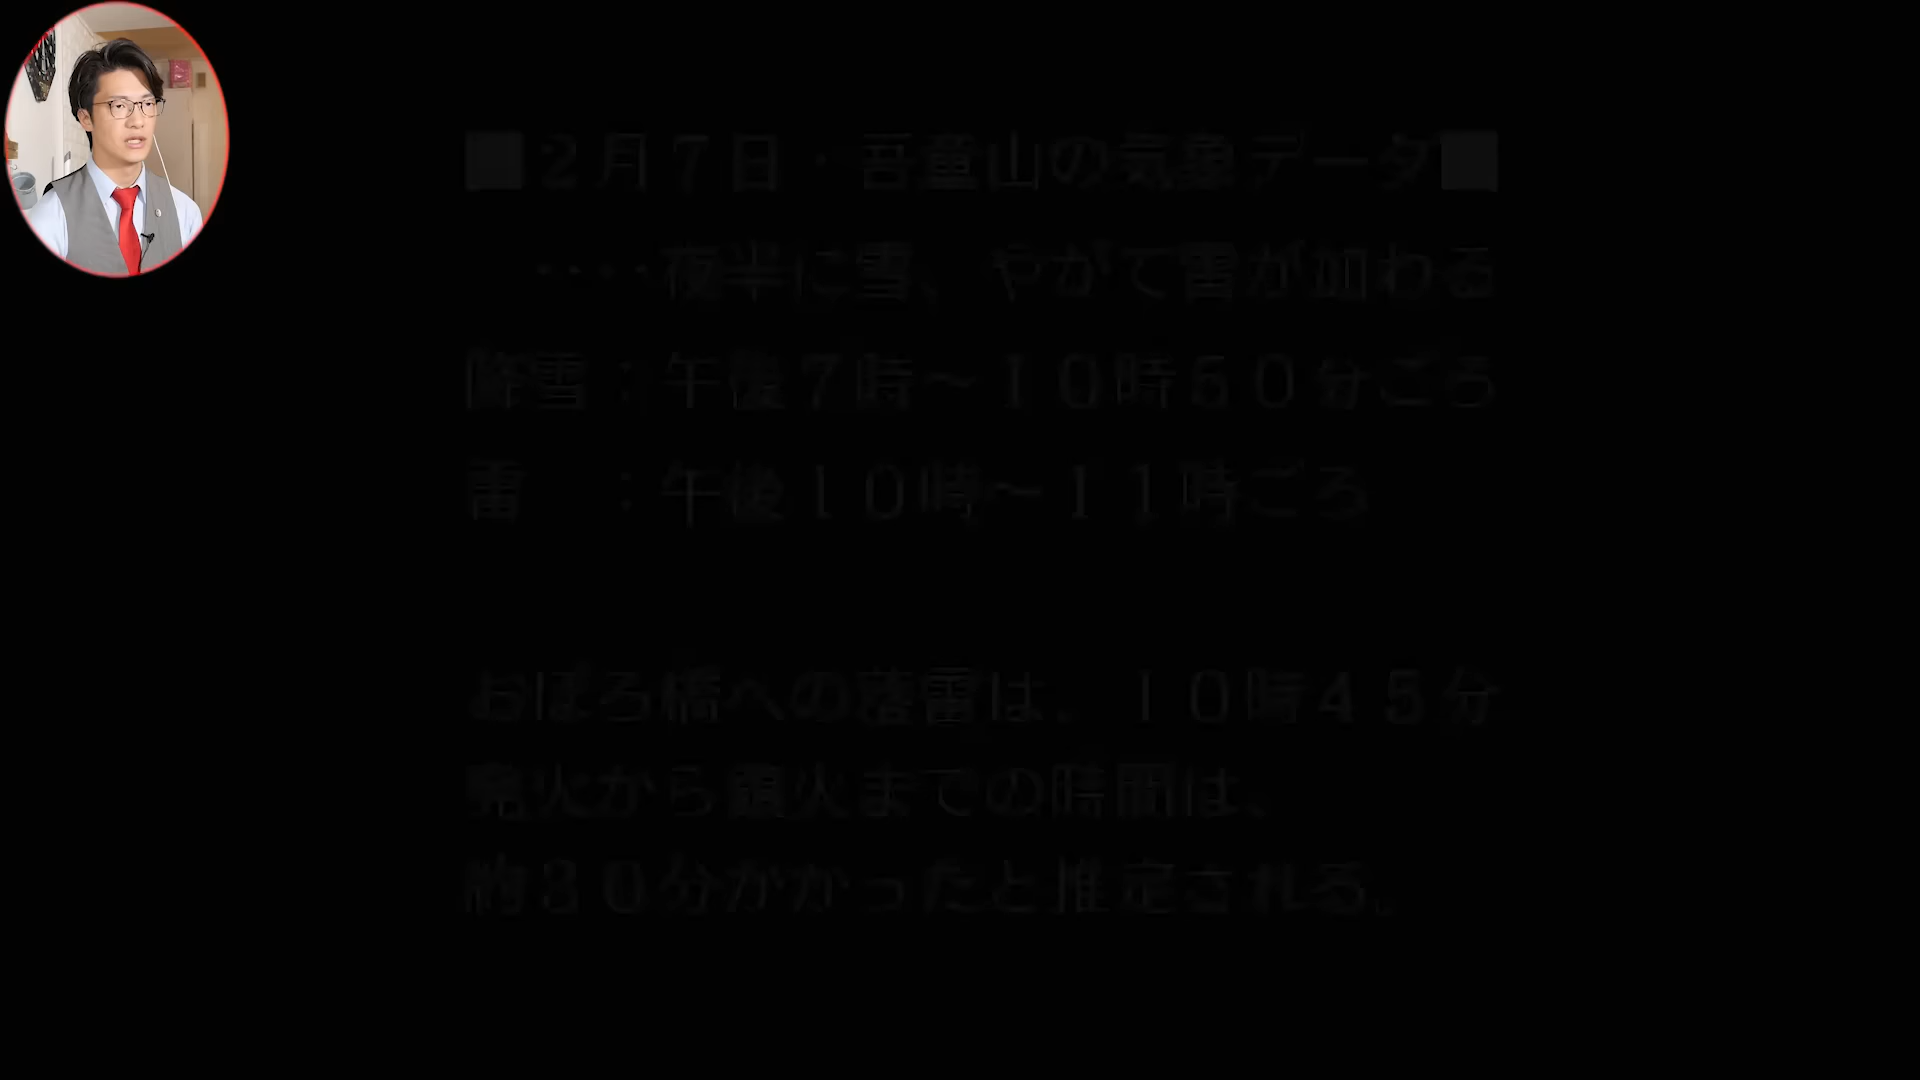 ■２月７日・吾童山の気象データ■
‥‥夜半に雪、やがて雷が加わる
降雪：午後７時～１０時５０分ごろ
雷　：午後１０時～１１時ごろ
おぼろ橋への落雷は、１０時４５分
発火から鎮火までの時間は、
約３０分かかったと推定される。